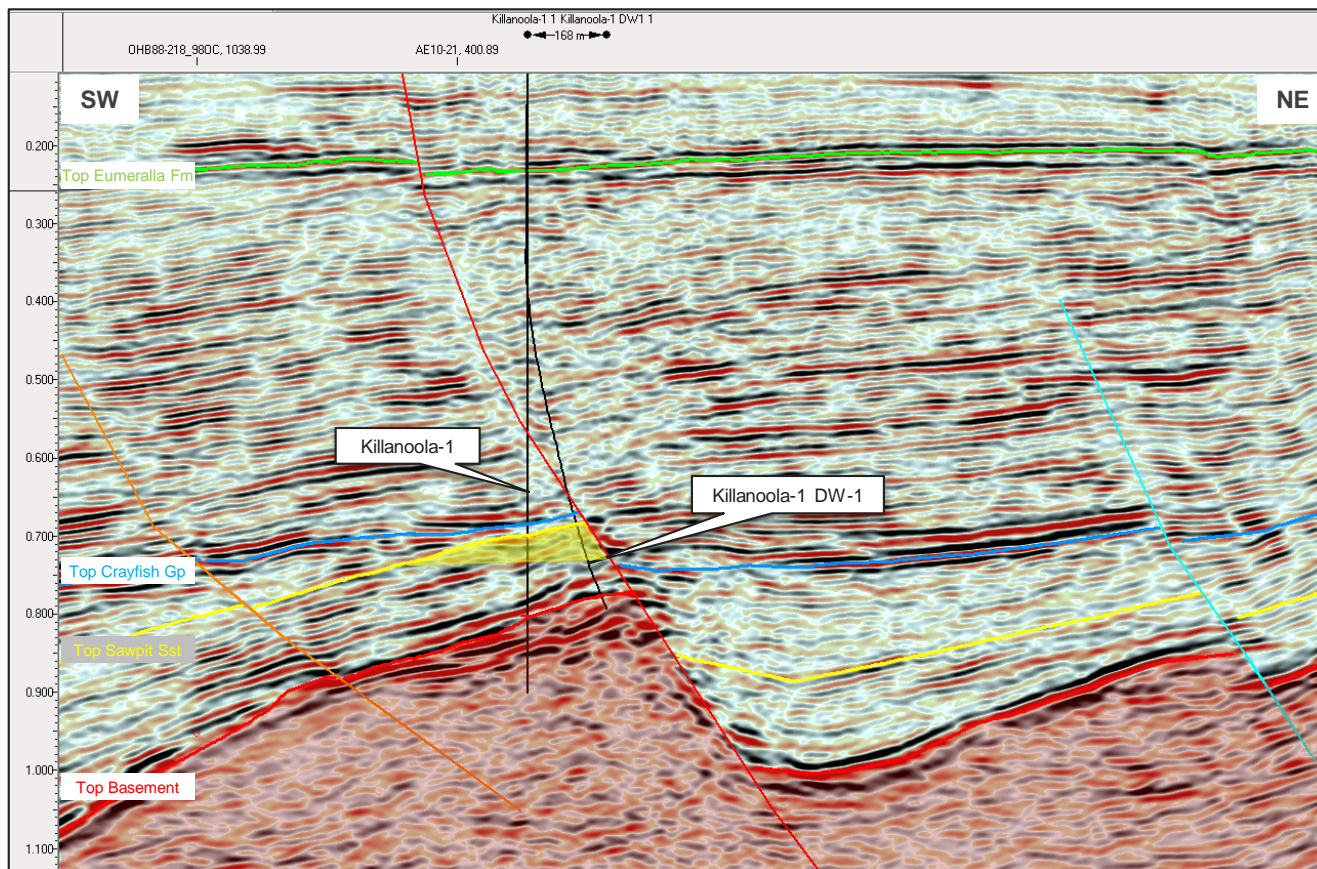 Killanoola-1 1 Killanoola-1 DW1 1
168 m
OHB88-218_98OC, 1038.99
AE10-21, 400.89
SW
NE
0.200
Top Eumeralla Fm
0.300
0.400
0.500
Killanoola-1
0.600
Killanoola-1 DW-1
0.700
Top Crayfish Gp
0.800
Top Sawpit Sst
0.900
1.000
Top Basement
1.100